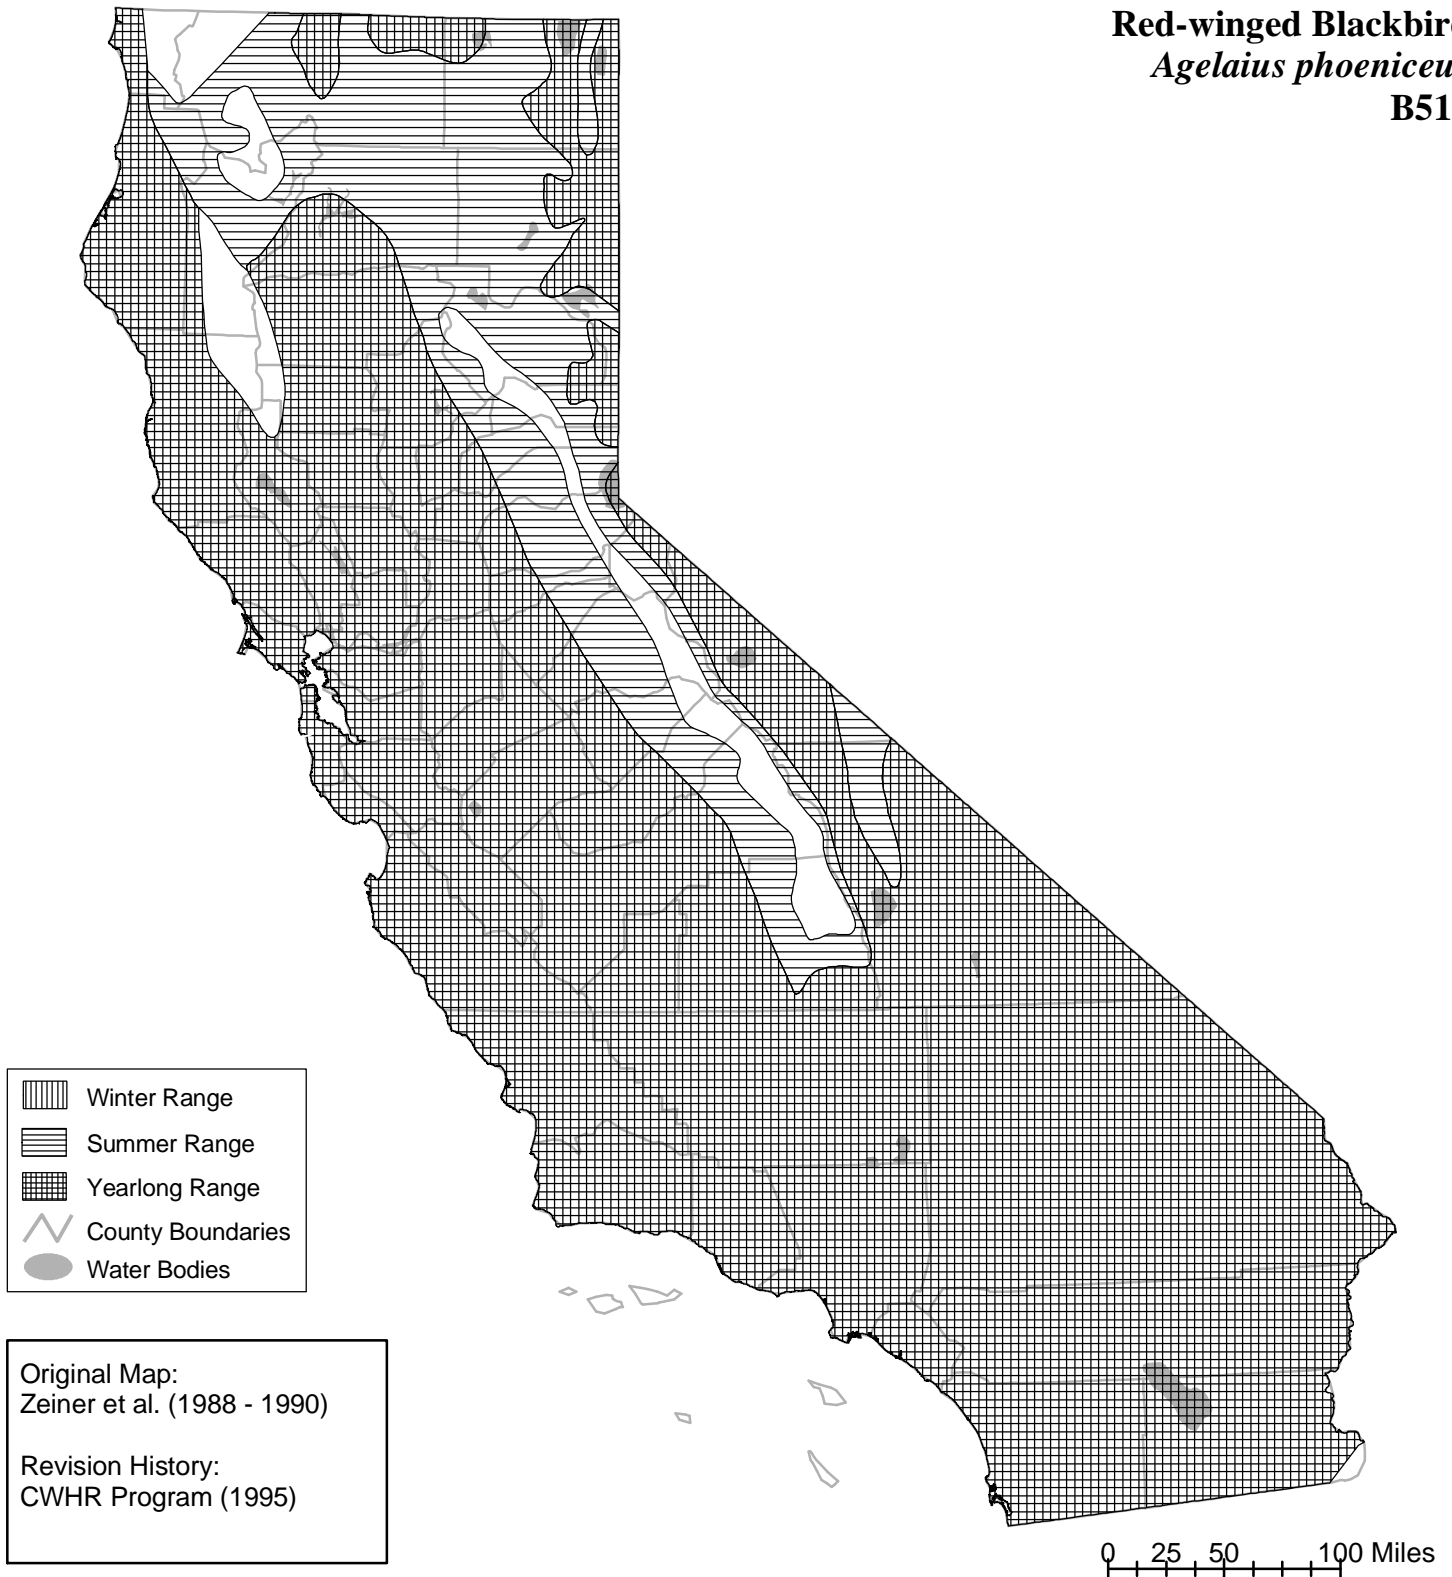 Red-winged Blackbir
Agelaius phoeniceu
B51
Winter Range
Summer Range
Yearlong Range
County Boundaries
Water Bodies
Original Map:
Zeiner et al. (1988 - 1990)
Revision History:
CWHR Program (1995)
0 25 50 100 Miles